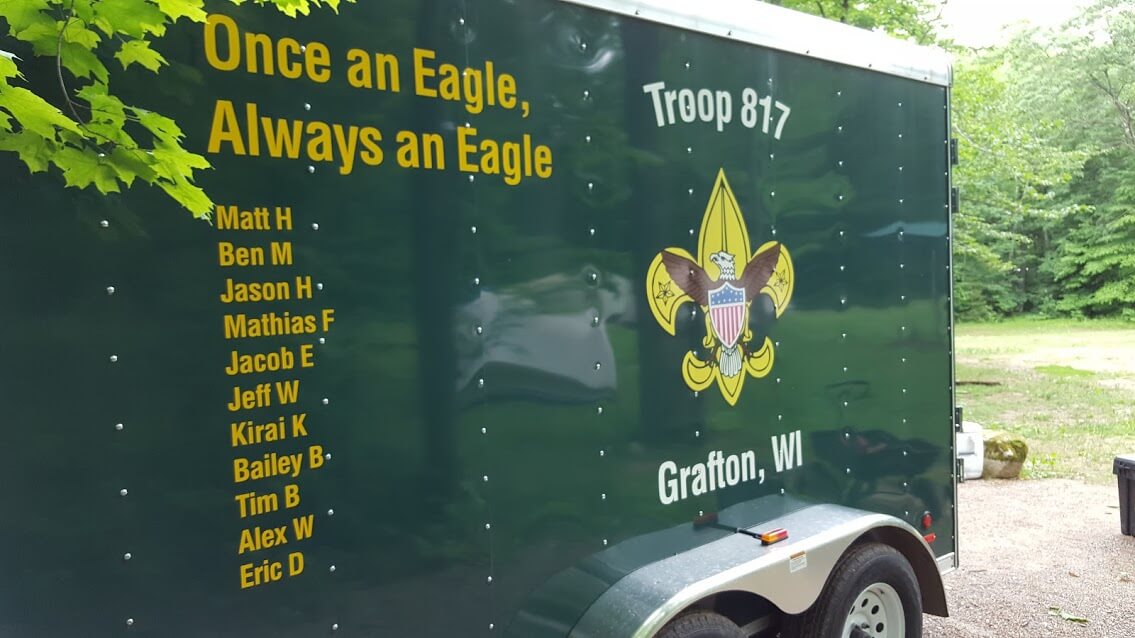 Once an Eagle,
Always an Eagle
Matt H
Ben M
Jason H
Mathias F
Jacob E
Jeff W
Kirai K
Bailey B
Tim B
Alex W
Eric D
Troop 817
Grafton, WI